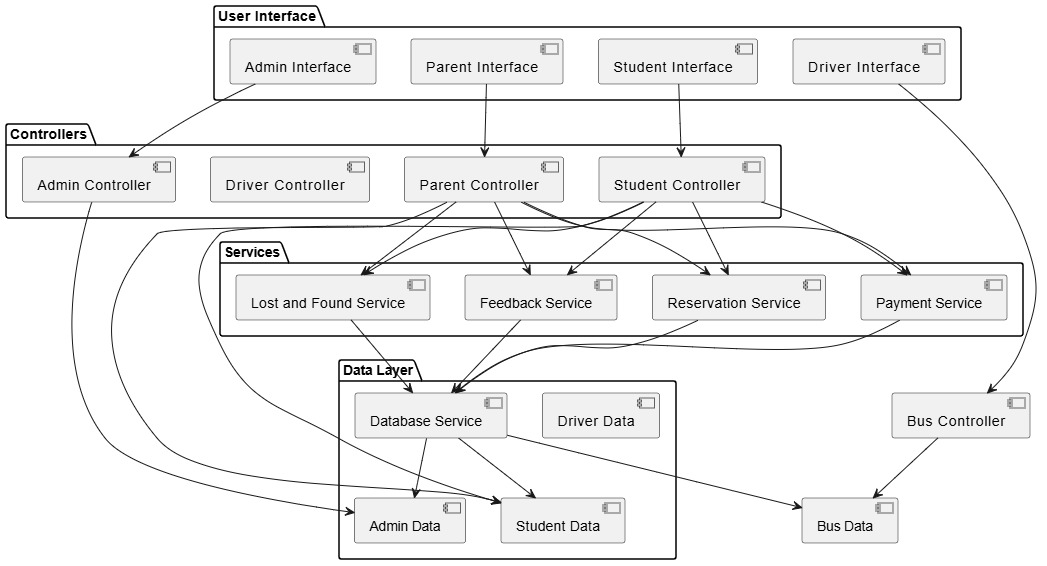 User Interface
Admin Interface
Parent Interface
Student Interface
Driver Interface
Controllers
Admin Controller
Driver Controller
Parent Controller
Student Controller
Services
Lost and Found Service
Feedback Service
Reservation Service
Payment Service
Data Layer
Database Service
Driver Data
Bus Controller
Admin Data
Student Data
Bus Data